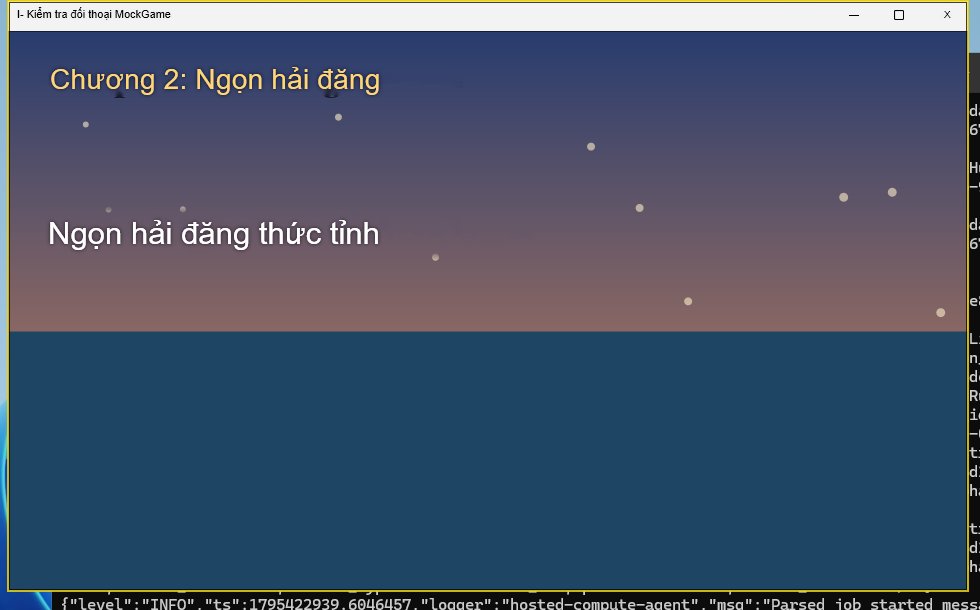 I- Kiểm tra đối thoại MockGame
Chương 2: Ngọn hải đăng
Ngọn hải đăng thức tỉnh
{"level":"INFO","ts":1795422939.6046457,"logger":"hosted-compute-agent","msg":"Parsed job started mes